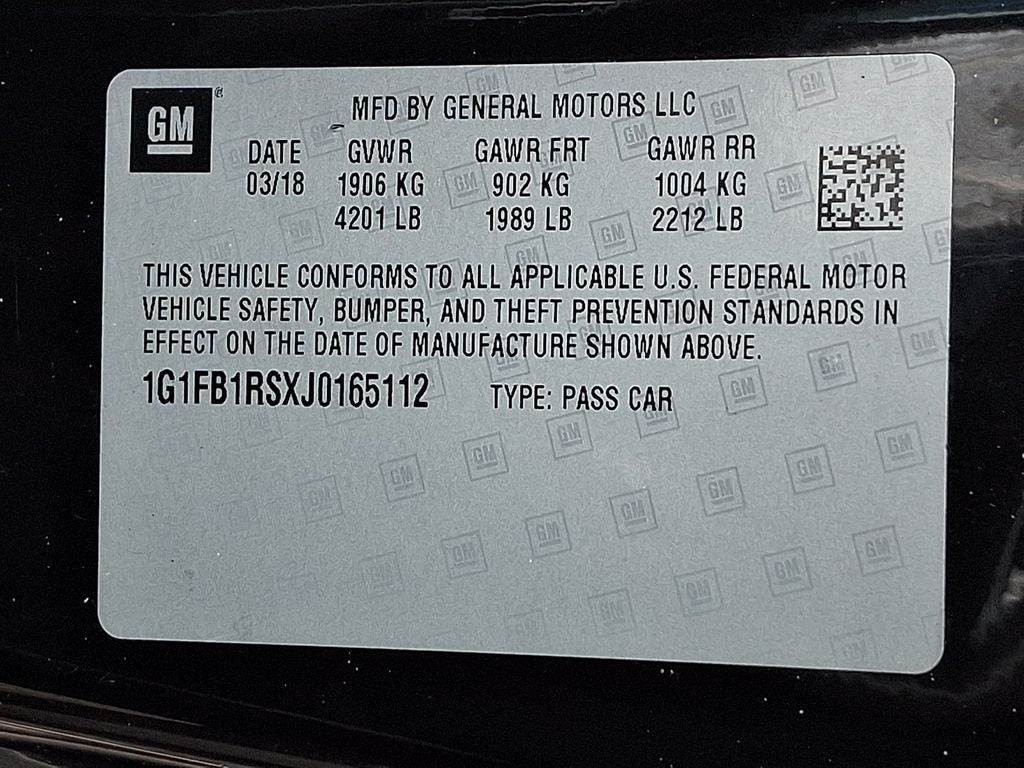 GM®
MFD BY GENERAL MOTORS LLC
DATE GVWR GAWR FRT GAWR RR
03/18 1906 KG 902 KG 1004 KG
4201 LB 1989 LB 2212 LB
THIS VEHICLE CONFORMS TO ALL APPLICABLE U.S. FEDERAL MOTOR
VEHICLE SAFETY, BUMPER, AND THEFT PREVENTION STANDARDS IN
EFFECT ON THE DATE OF MANUFACTURE SHOWN ABOVE.
1G1FB1RSXJ0165112 TYPE: PASS CAR